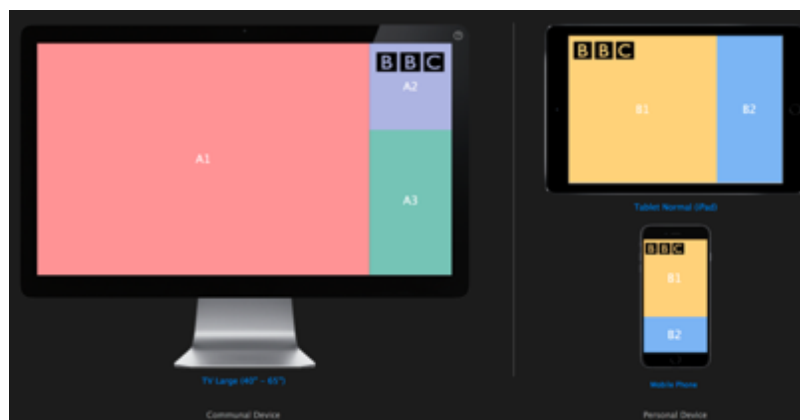 BBC
A1
A2
A3
TV Large (40" - 65")
Communal Device
BBC
B1
B2
Tablet Normal (iPad)
BBC
B1
B2
Mobile Phone
Personal Device